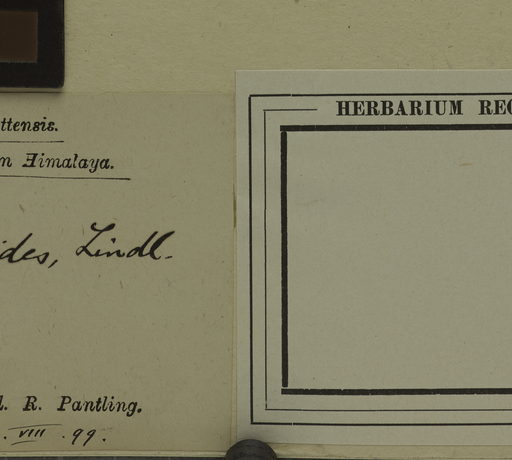 ttensis.
n Himalaya.
ides, Lindl.
l. R. Pantling.
. VIII . 99.
HERBARIUM REG